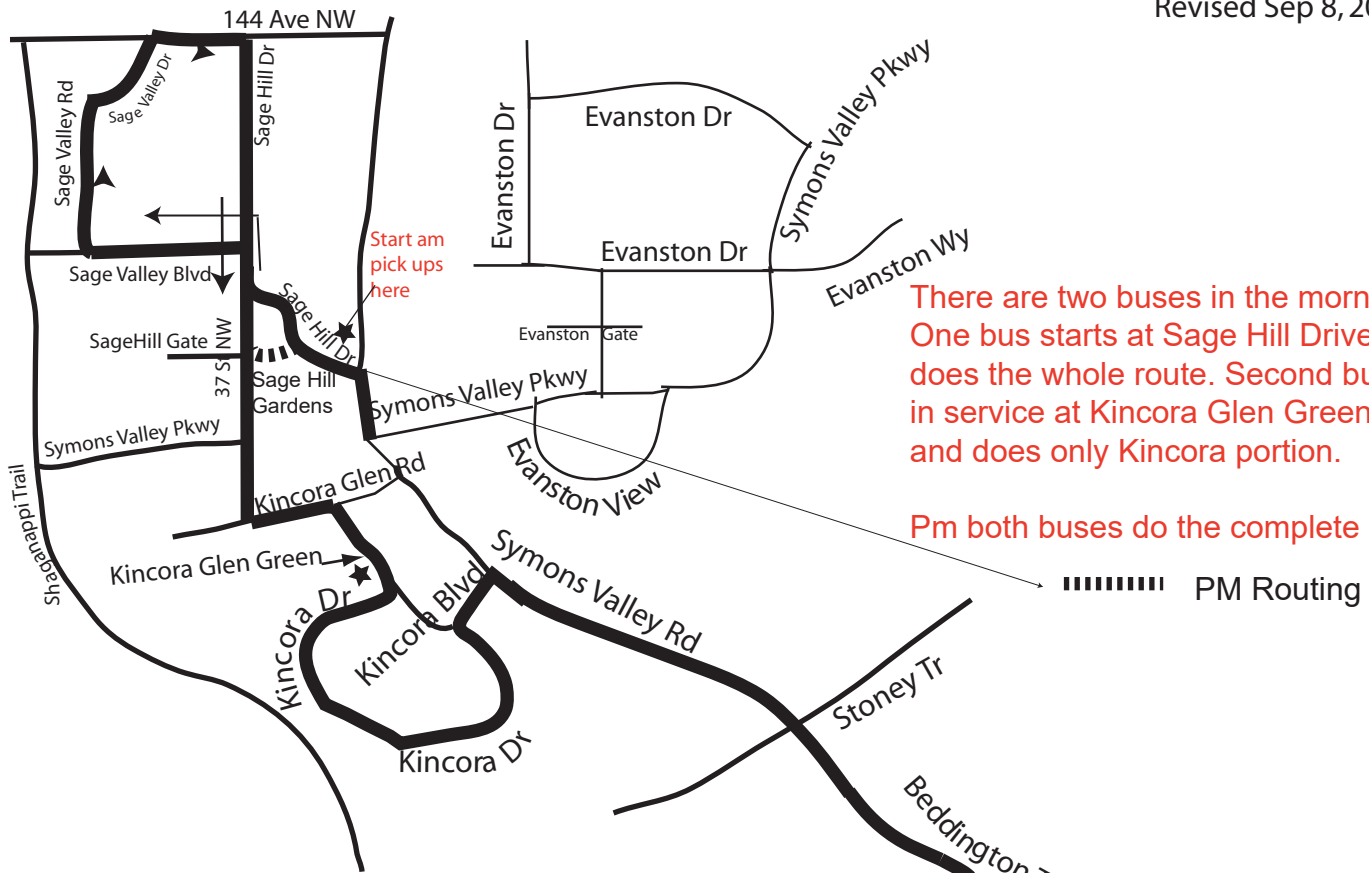 Revised Sep 8, 20
144 Ave NW
Sage Valley Dr
Sage Hill Dr
Sage Valley Rd
Evanston Dr
Evanston Dr
Symons Valley Pkwy
Start am
pick ups
here
Evanston Dr
Evanston Wy
Sage Valley Blvd
Sage Hill Dr
SageHill Gate
37 St NW
Evanston Gate
Sage Hill
Gardens
Symons Valley Pkwy
Symons Valley Pkwy
There are two buses in the morn
One bus starts at Sage Hill Drive
does the whole route. Second bu
in service at Kincora Glen Green
and does only Kincora portion.
Pm both buses do the complete
PM Routing
Shaganappi Trail
Kincora Glen Rd
Evanston View
Kincora Glen Green
Symons Valley Rd
Kincora Dr
Kincora Blvd
Stoney Tr
Kincora Dr
Beddington T